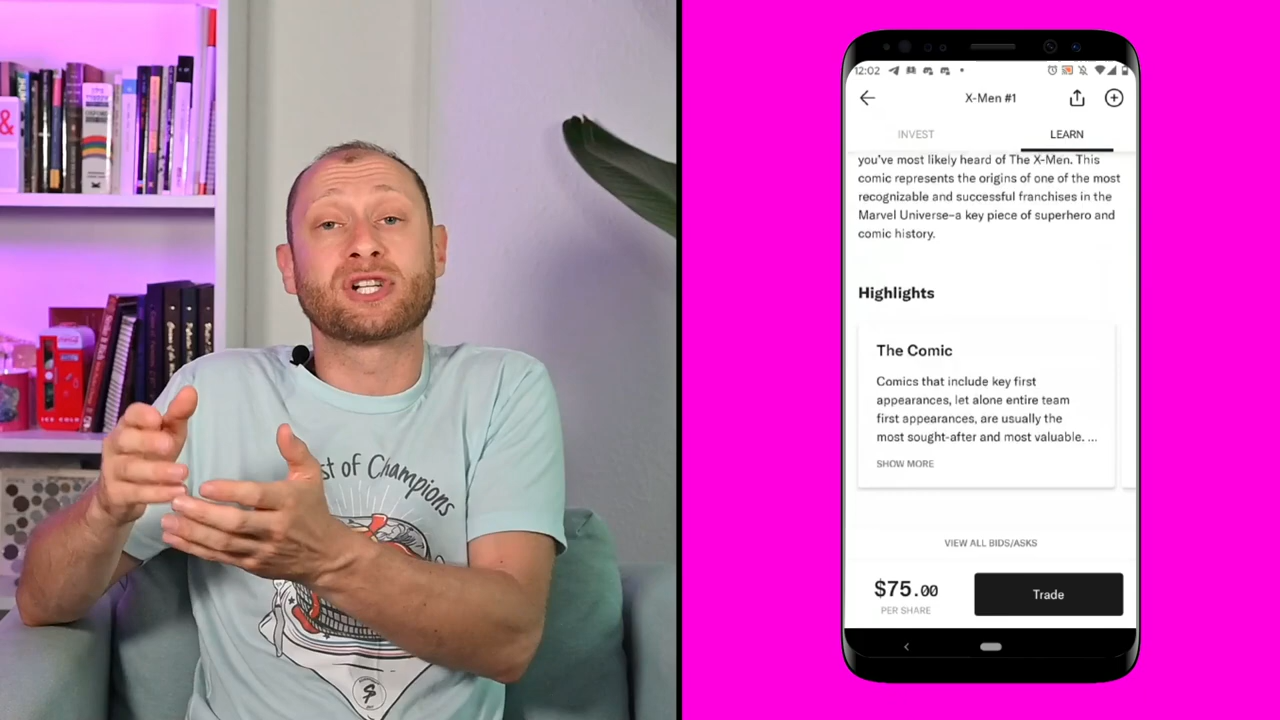 &
ICE COLD
st of Champions
12:02
X-Men #1
INVEST
LEARN
you've most likely heard of The X-Men. This
comic represents the origins of one of the most
recognizable and successful franchises in the
Marvel Universe–a key piece of superhero and
comic history.
Highlights
The Comic
Comics that include key first
appearances, let alone entire team
first appearances, are usually the
most sought-after and most valuable. ...
SHOW MORE
VIEW ALL BIDS/ASKS
$75.00
PER SHARE
Trade